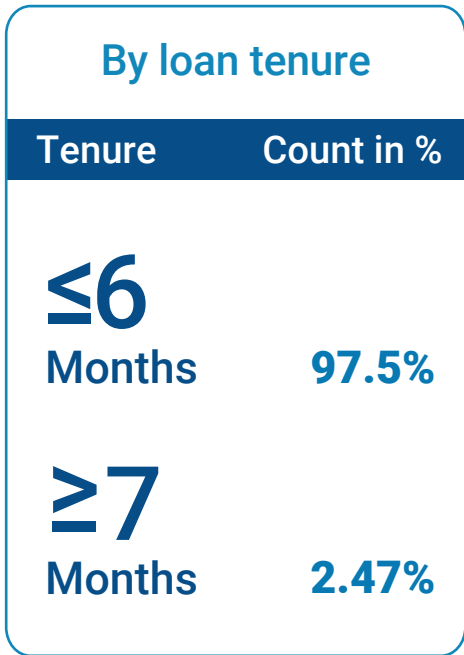 By loan tenure
Tenure Count in %
≤6
Months 97.5%
≥7
Months 2.47%